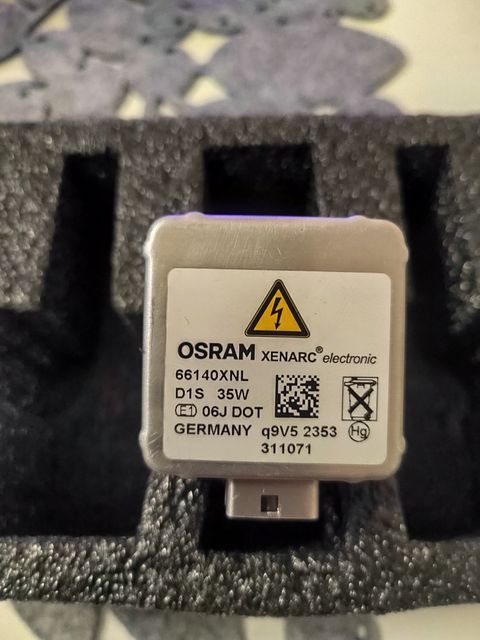 OSRAM XENARC® electronic
66140XNL
D1S 35W
E1 06J DOT
GERMANY q9V5 2353
311071
Hg